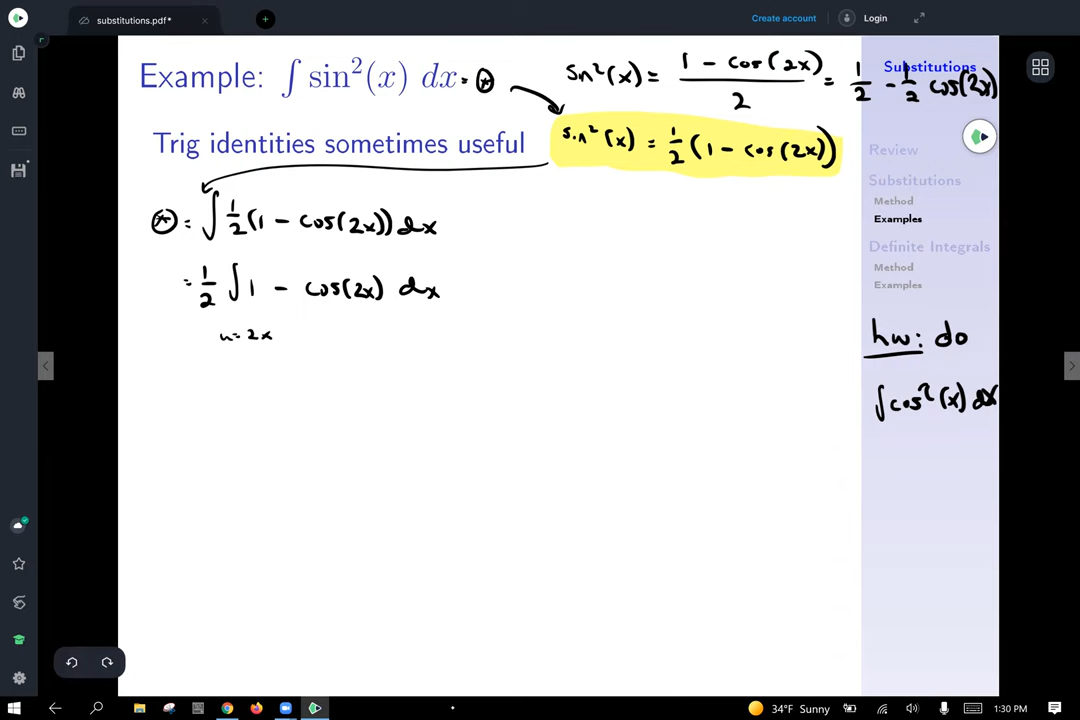 substitutions.pdf*
Create account
Login
Example: ∫ sin²(x) dx = ⊛
sin²(x) = (1 - cos(2x))/2 = 1/2 - 1/2 cos(2x)
Substitutions
Trig identities sometimes useful
sin²(x) = 1/2 (1 - cos(2x))
Review
Substitutions
Method
Examples
Definite Integrals
Method
Examples
⊛ = ∫ 1/2 (1 - cos(2x)) dx
= 1/2 ∫ 1 - cos(2x) dx
u = 2x
hw: do
∫ cos²(x) dx
34°F Sunny
1:30 PM